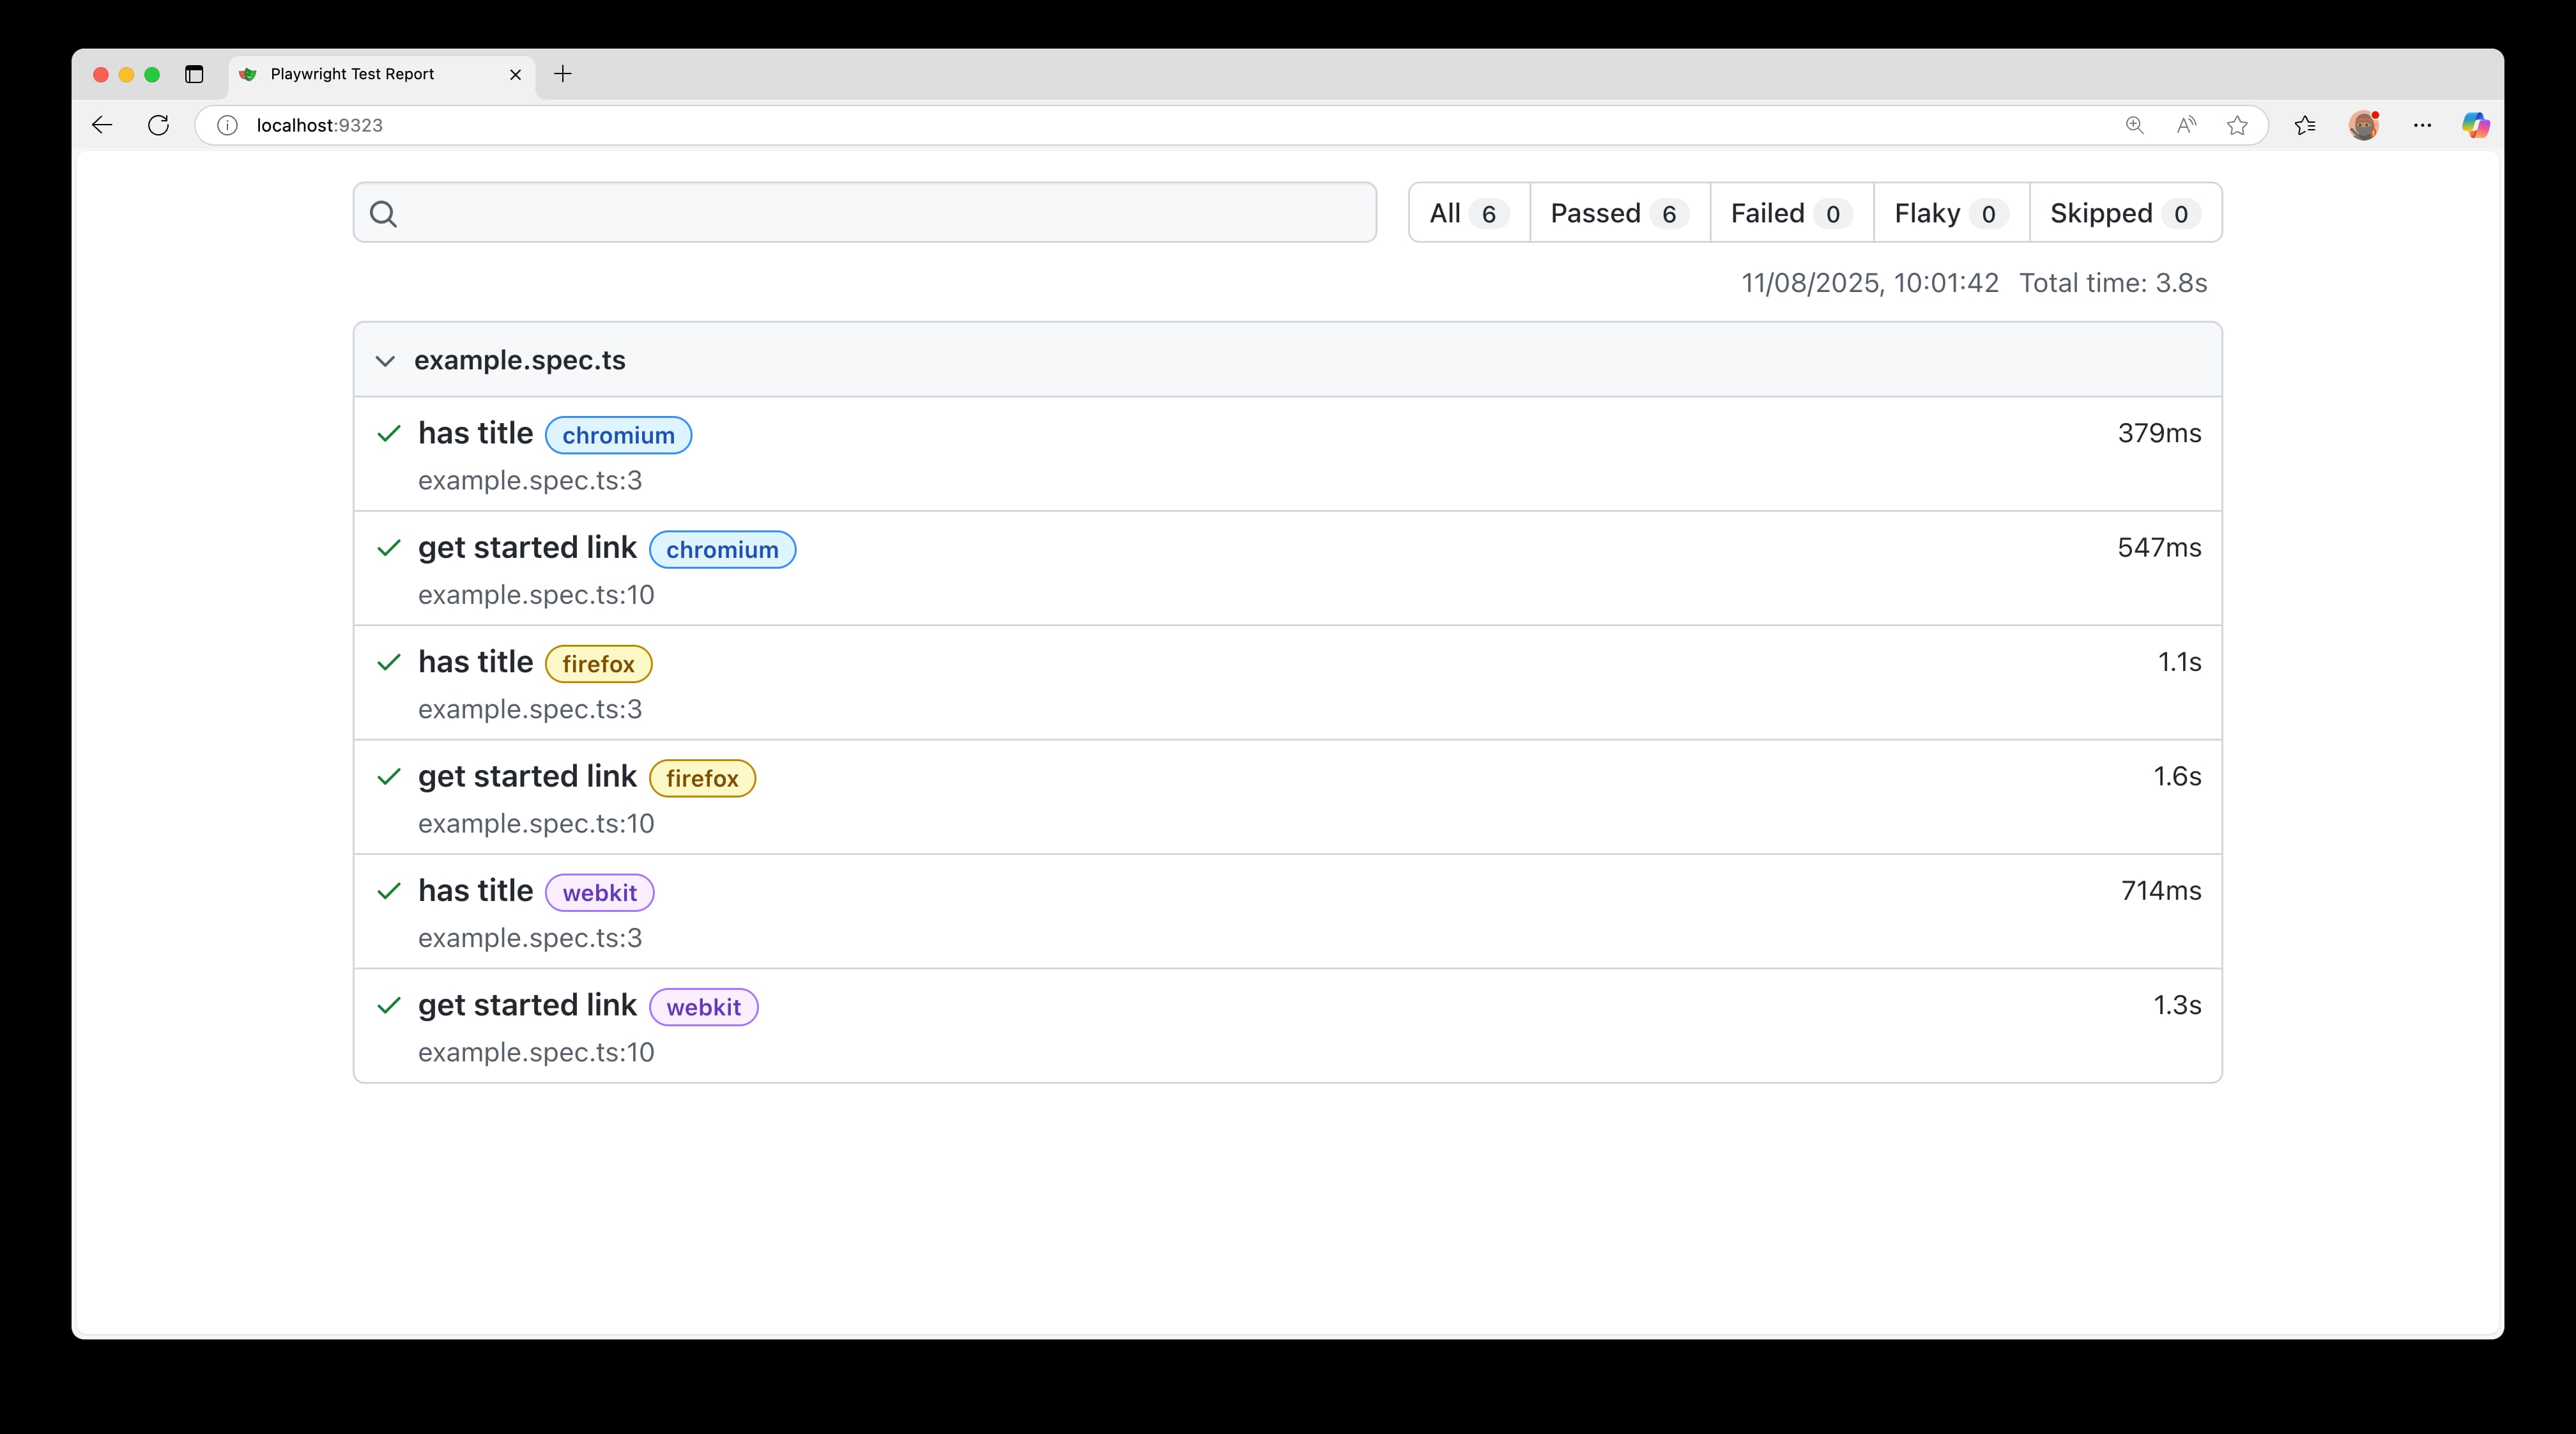 Playwright Test Report
localhost:9323
All 6 Passed 6 Failed 0 Flaky 0 Skipped 0
11/08/2025, 10:01:42 Total time: 3.8s
example.spec.ts
has title chromium 379ms
example.spec.ts:3
get started link chromium 547ms
example.spec.ts:10
has title firefox 1.1s
example.spec.ts:3
get started link firefox 1.6s
example.spec.ts:10
has title webkit 714ms
example.spec.ts:3
get started link webkit 1.3s
example.spec.ts:10